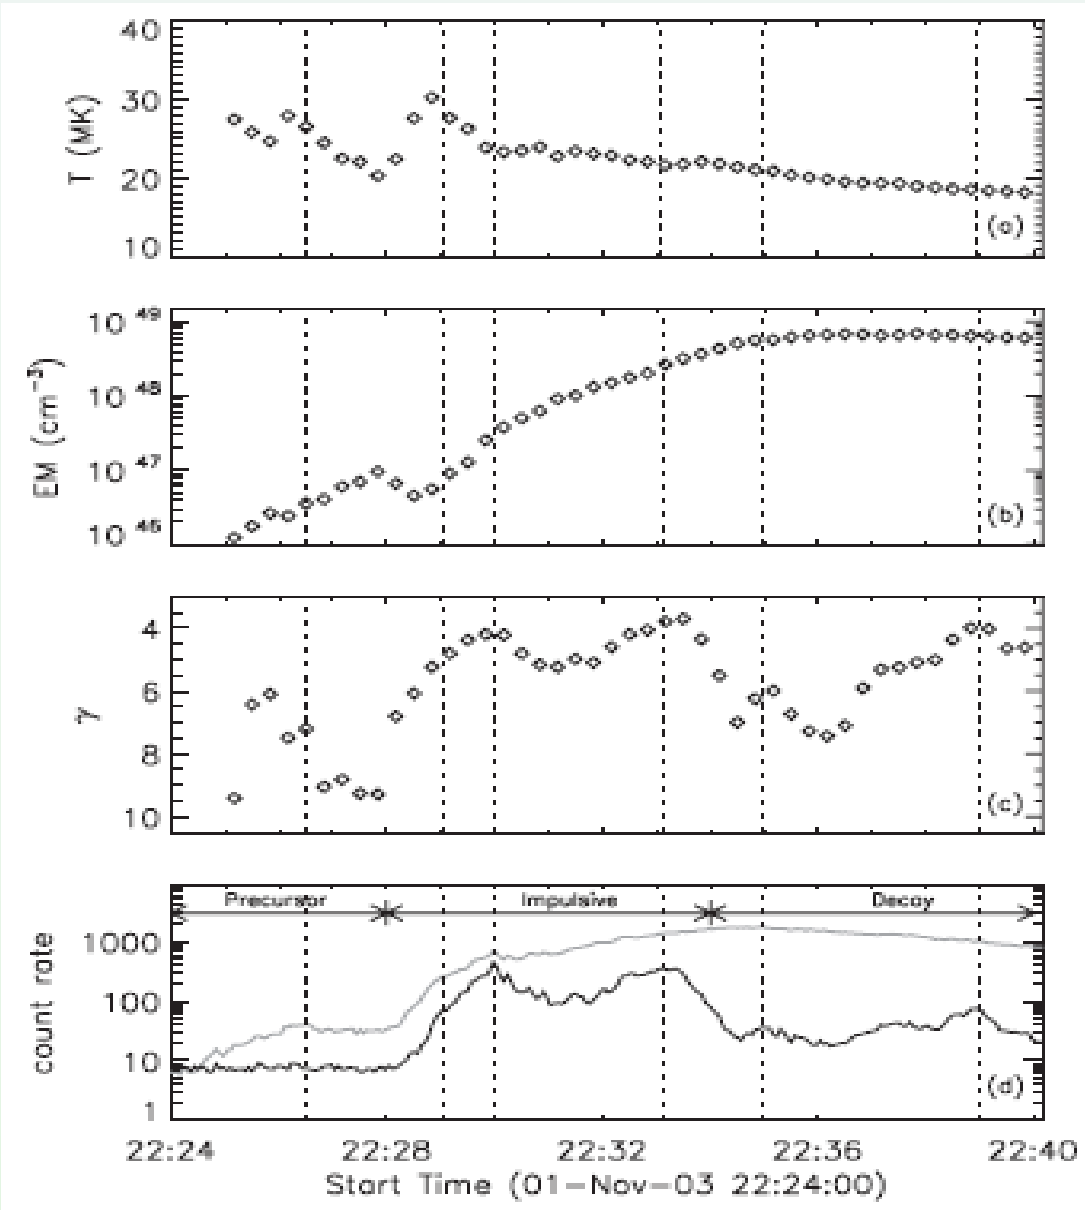 40
30
20
10
T (MK)
(a)
10 49
10 48
10 47
10 46
EM (cm−3)
(b)
4
6
8
10
γ
(c)
Precursor Impulsive Decay
1000
100
10
1
count rate
(d)
22:24 22:28 22:32 22:36 22:40
Start Time (01−Nov−03 22:24:00)